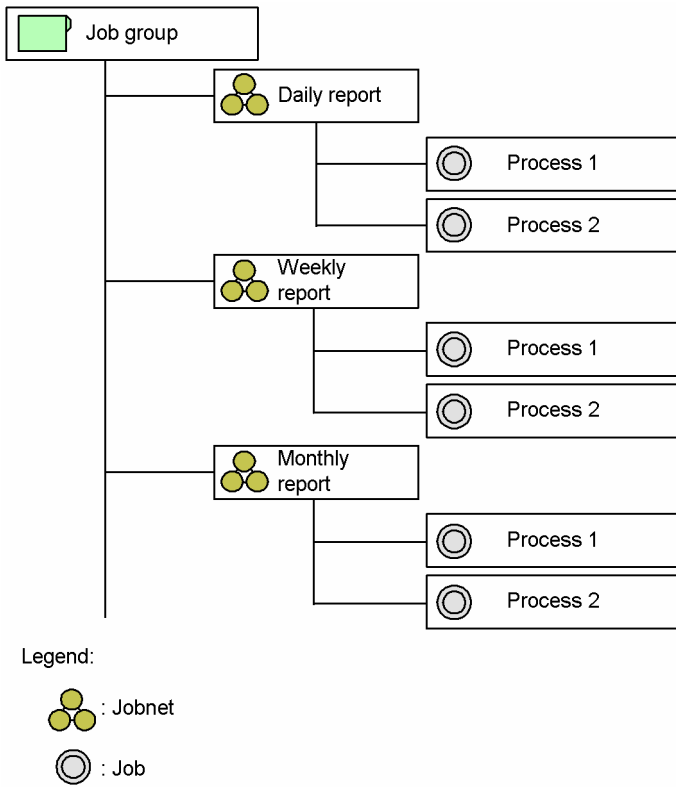 Job group
Daily report
Process 1
Process 2
Weekly
report
Process 1
Process 2
Monthly
report
Process 1
Process 2
Legend:
: Jobnet
: Job